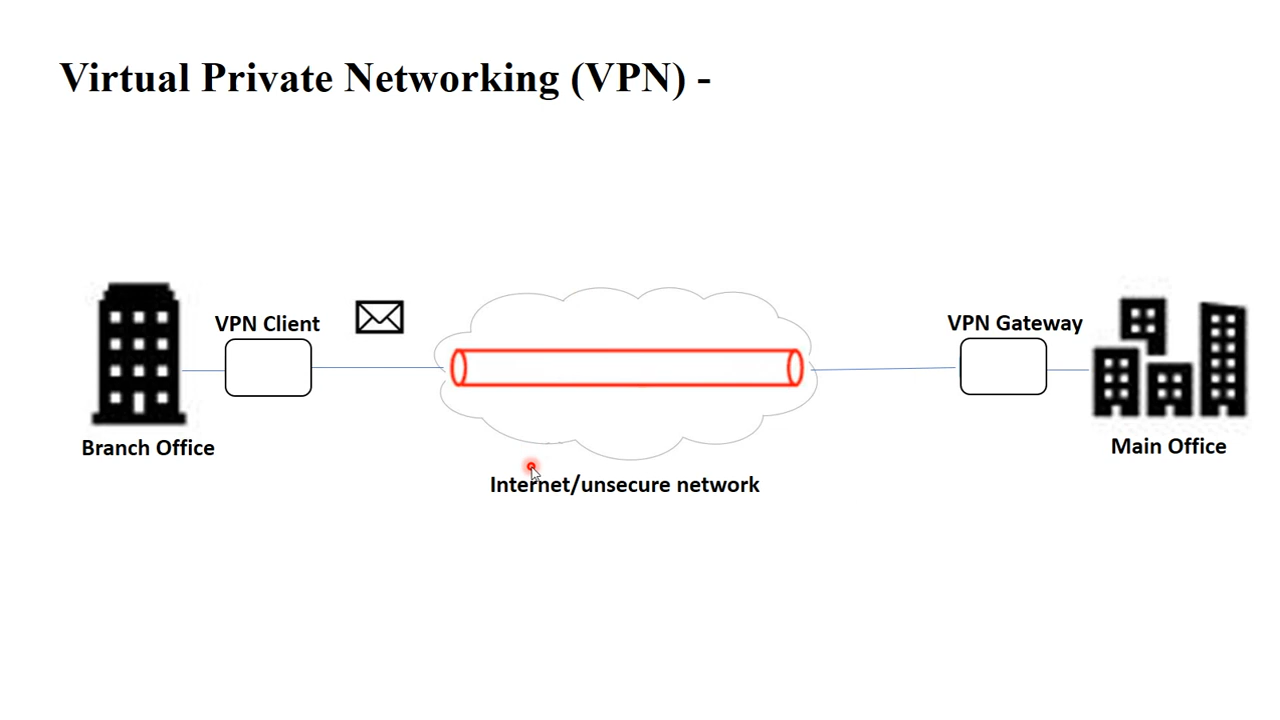 Virtual Private Networking (VPN) -
VPN Client
VPN Gateway
Branch Office
Main Office
Internet/unsecure network